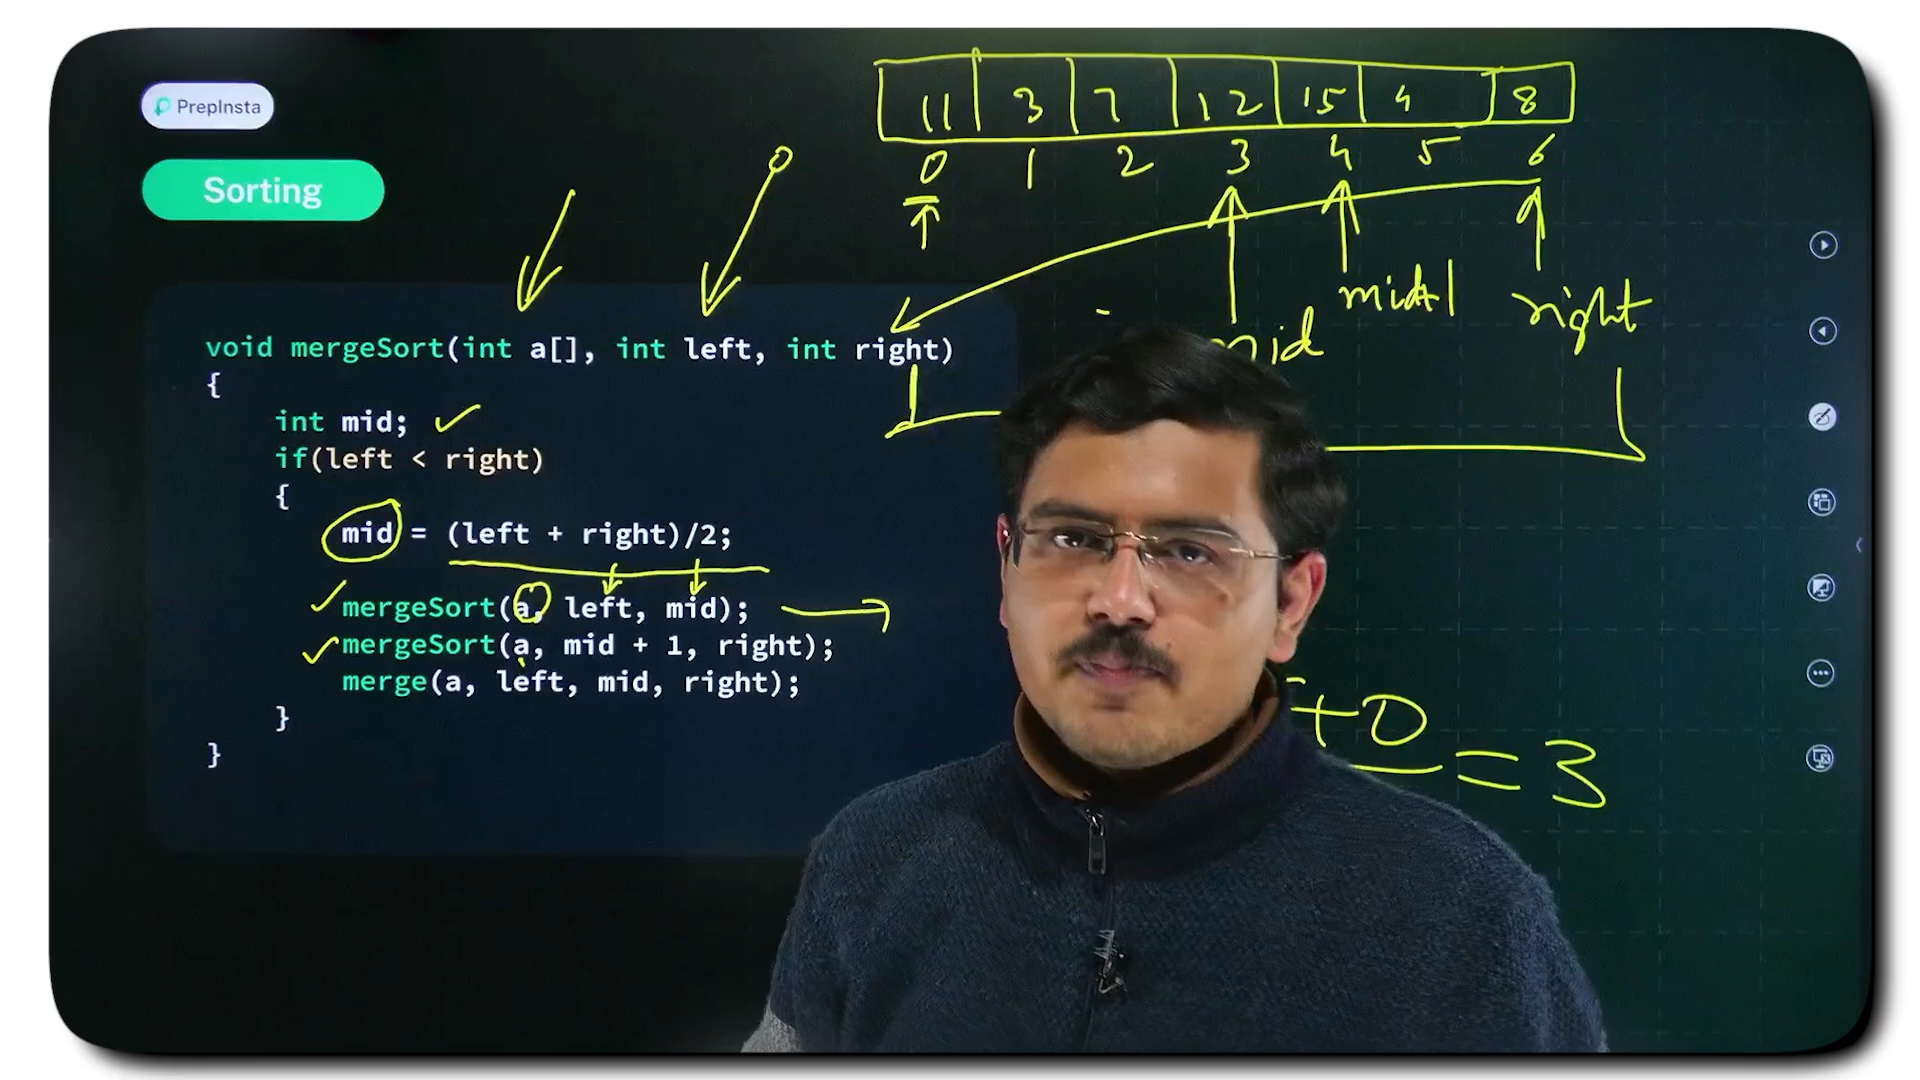 PrepInsta
Sorting
11 3 7 12 15 4 8
0 1 2 3 4 5 6
mid+1 right
void mergeSort(int a[], int left, int right)
mid
{
int mid;
if(left < right)
{
mid = (left + right)/2;
mergeSort(a, left, mid);
mergeSort(a, mid + 1, right);
merge(a, left, mid, right);
}
}
+0
=3